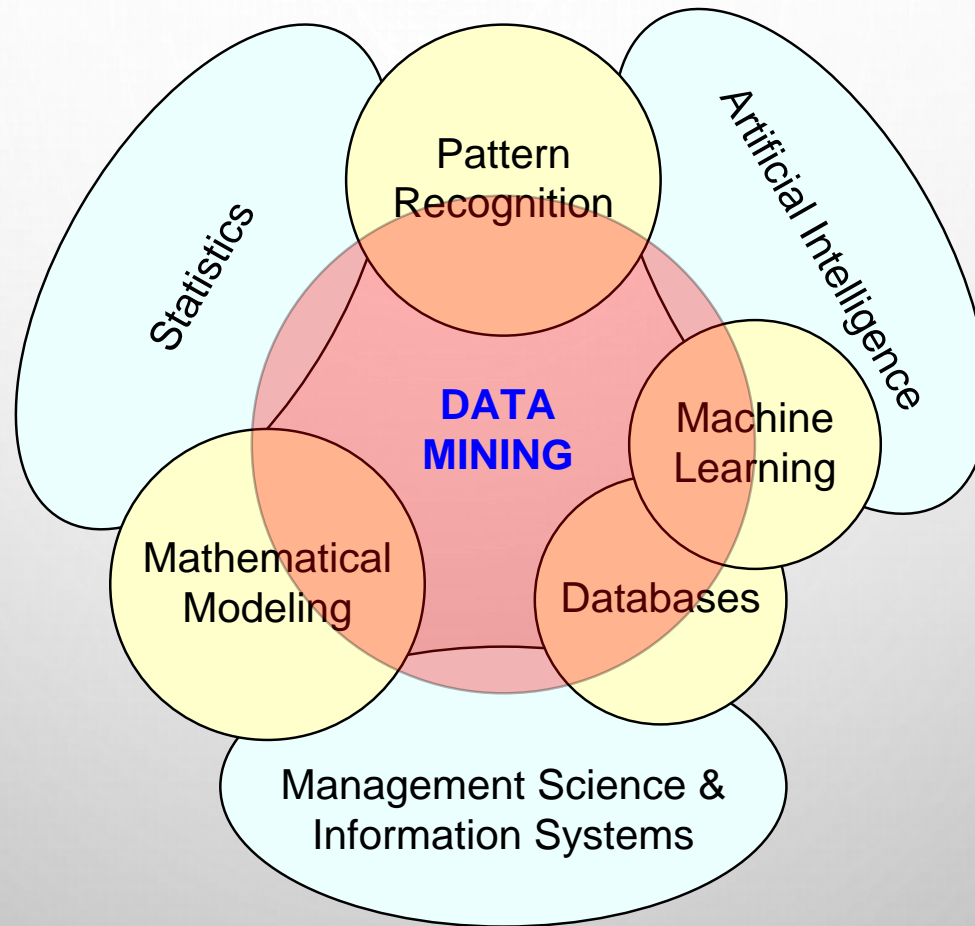 Pattern
Recognition
Statistics
Artificial Intelligence
DATA
MINING
Machine
Learning
Mathematical
Modeling
Databases
Management Science &
Information Systems